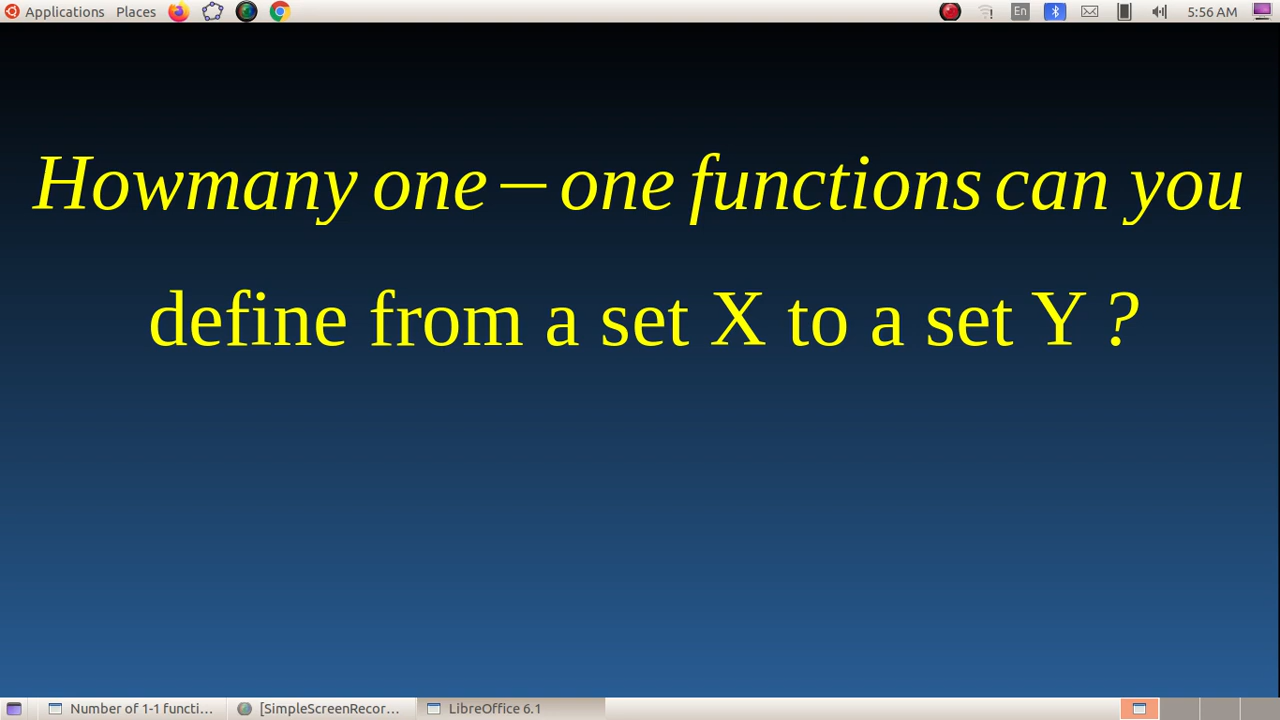 Applications Places En 5:56 AM
Howmany one−one functions can you
define from a set X to a set Y ?
Number of 1-1 functi... [SimpleScreenRecor... LibreOffice 6.1